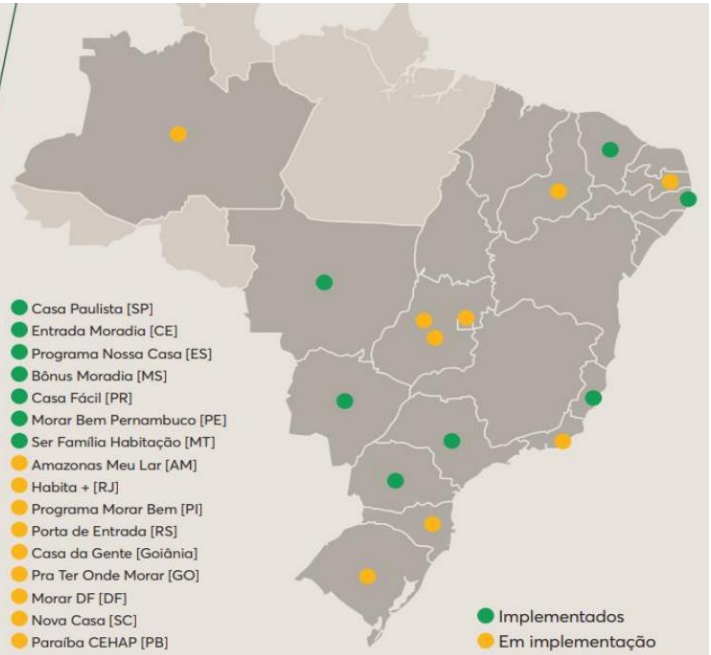 Casa Paulista [SP]
Entrada Moradia [CE]
Programa Nossa Casa [ES]
Bônus Moradia [MS]
Casa Fácil [PR]
Morar Bem Pernambuco [PE]
Ser Família Habitação [MT]
Amazonas Meu Lar [AM]
Habita + [RJ]
Programa Morar Bem [PI]
Porta de Entrada [RS]
Casa da Gente [Goiânia]
Pra Ter Onde Morar [GO]
Morar DF [DF]
Nova Casa [SC]
Paraíba CEHAP [PB]
Implementados
Em implementação